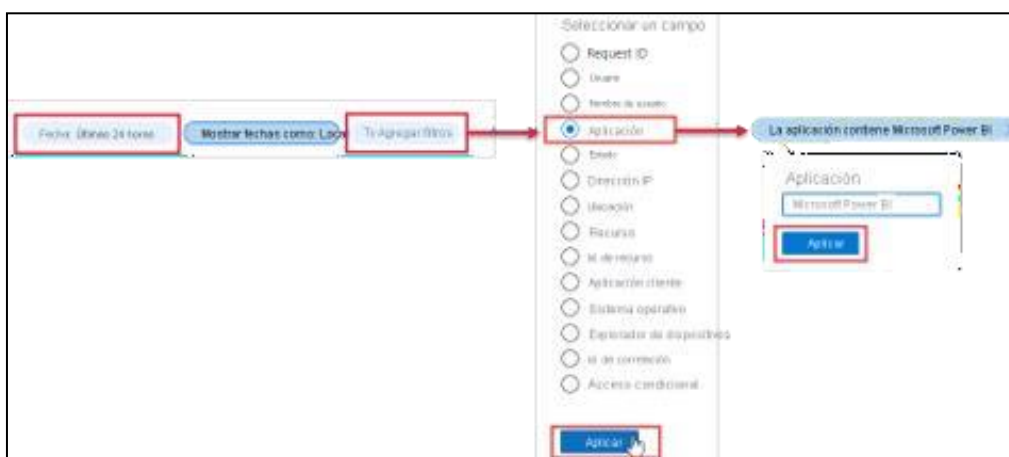 Seleccionar un campo
Request ID
Usuario
Nombre de usuario
Fecha: Últimas 24 horas
Mostrar fechas como: Loc
Agregar filtros
Aplicación
La aplicación contiene Microsoft Power BI
Estado
Dirección IP
Ubicación
Recurso
Id. de recurso
Aplicación cliente
Sistema operativo
Explorador de dispositivos
Id. de correlación
Acceso condicional
Aplicar
Aplicación
Microsoft Power BI
Aplicar